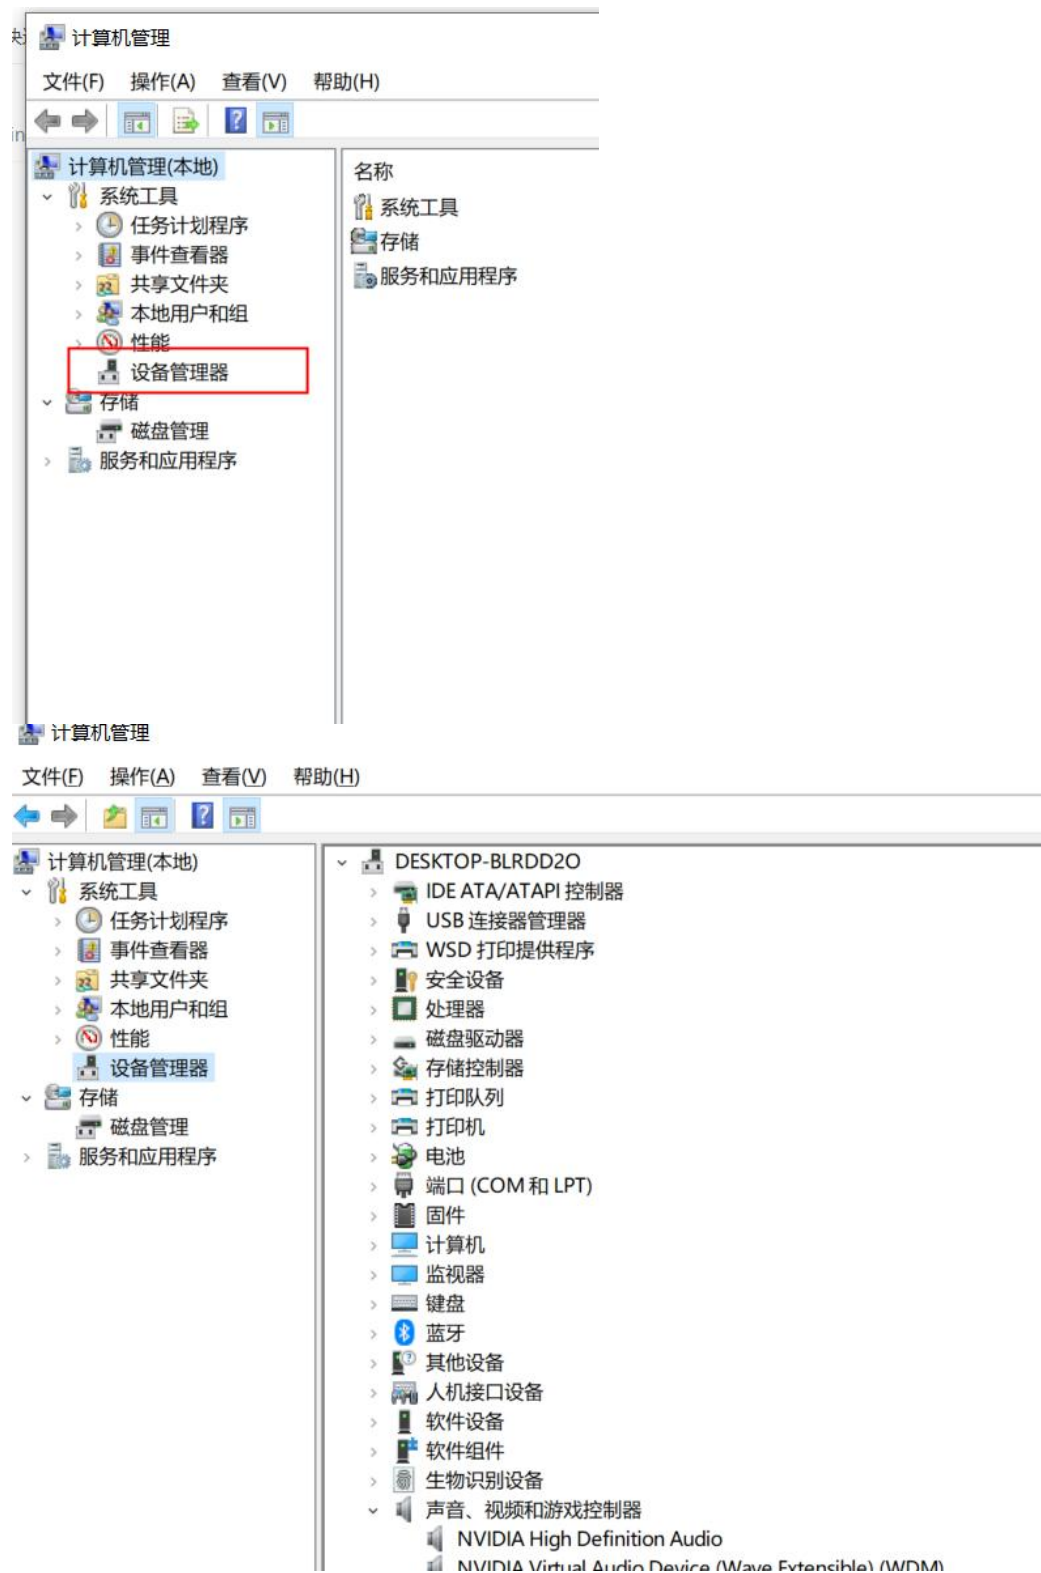 计算机管理
文件(F) 操作(A) 查看(V) 帮助(H)
in
计算机管理(本地)
系统工具
任务计划程序
事件查看器
共享文件夹
本地用户和组
性能
设备管理器
存储
磁盘管理
服务和应用程序
名称
系统工具
存储
服务和应用程序
计算机管理
文件(F) 操作(A) 查看(V) 帮助(H)
计算机管理(本地)
系统工具
任务计划程序
事件查看器
共享文件夹
本地用户和组
性能
设备管理器
存储
磁盘管理
服务和应用程序
DESKTOP-BLRDD2O
IDE ATA/ATAPI 控制器
USB 连接器管理器
WSD 打印提供程序
安全设备
处理器
磁盘驱动器
存储控制器
打印队列
打印机
电池
端口 (COM 和 LPT)
固件
计算机
监视器
键盘
蓝牙
其他设备
人机接口设备
软件设备
软件组件
生物识别设备
声音、视频和游戏控制器
NVIDIA High Definition Audio
NVIDIA Virtual Audio Device (Wave Extensible) (WDM)